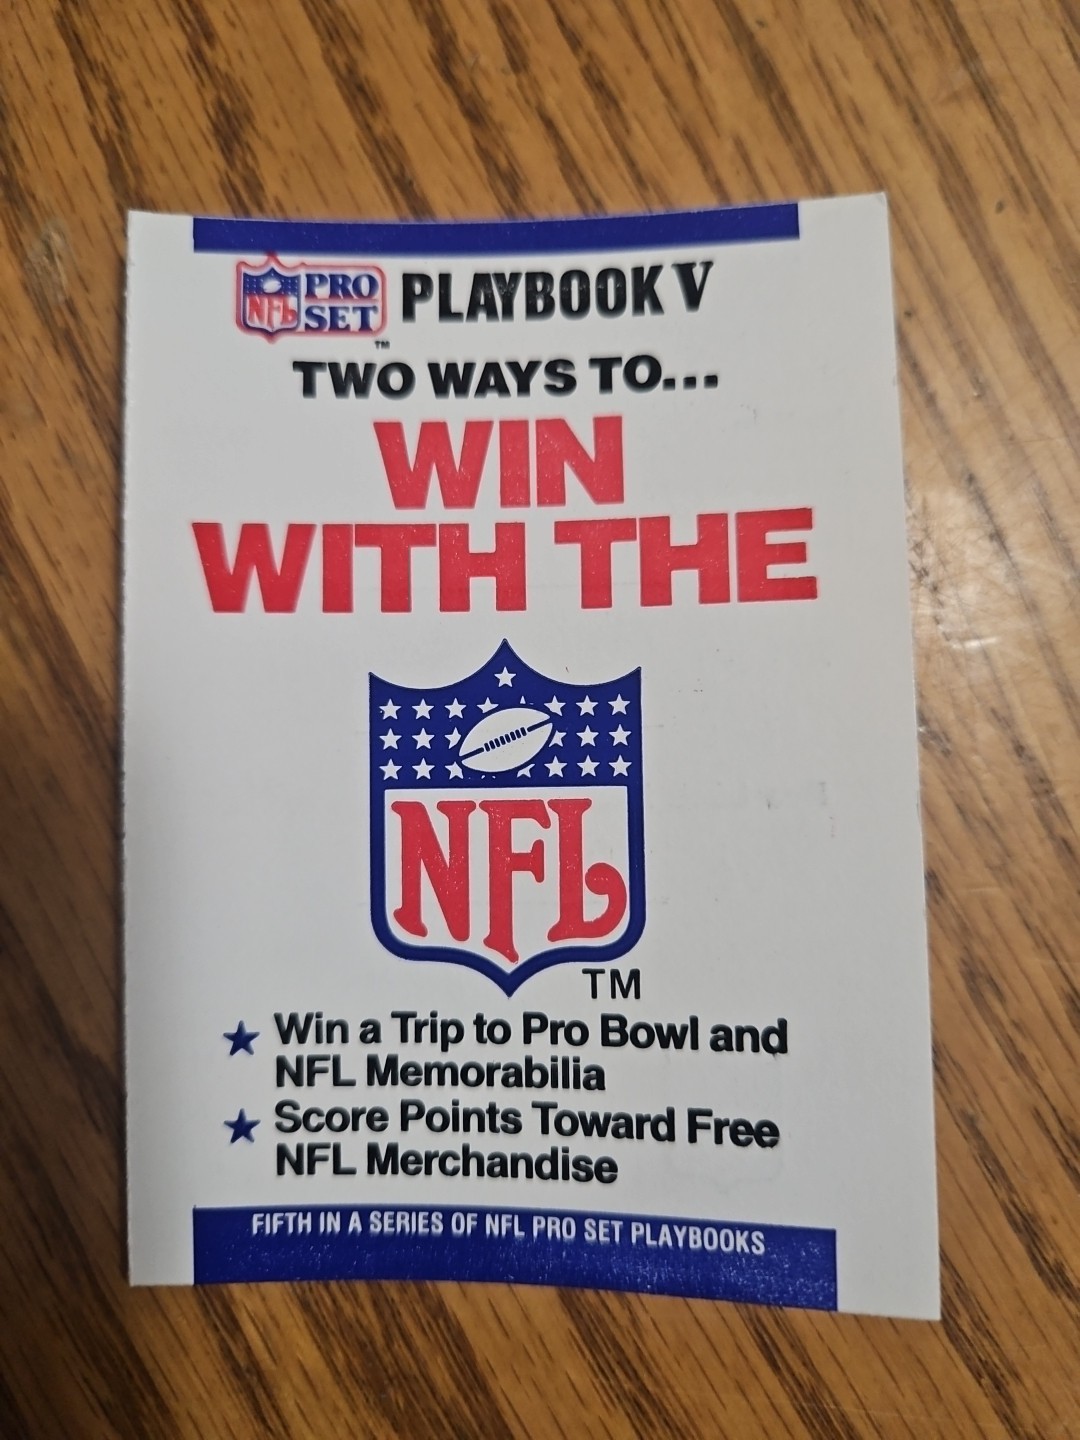 NFL PRO SET TM PLAYBOOK V
TWO WAYS TO...
WIN
WITH THE
NFL
TM
★ Win a Trip to Pro Bowl and
NFL Memorabilia
★ Score Points Toward Free
NFL Merchandise
FIFTH IN A SERIES OF NFL PRO SET PLAYBOOKS